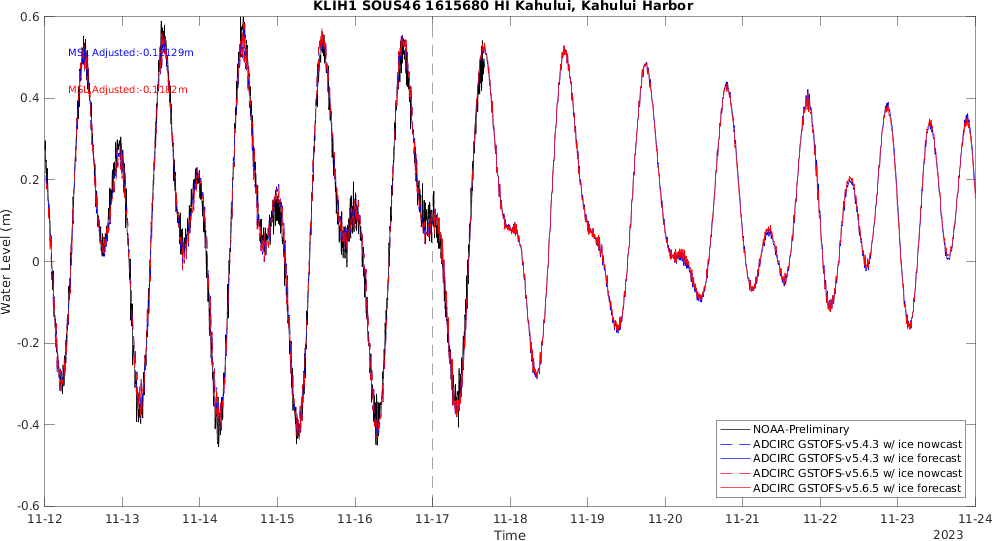 KLIH1 SOUS46 1615680 HI Kahului, Kahului Harbor
0.6
0.4
0.2
0
-0.2
-0.4
-0.6
Water Level (m)
MSL Adjusted:-0.1182m
NOAA-Preliminary
ADCIRC GSTOFS-v5.4.3 w/ ice nowcast
ADCIRC GSTOFS-v5.4.3 w/ ice forecast
ADCIRC GSTOFS-v5.6.5 w/ ice nowcast
ADCIRC GSTOFS-v5.6.5 w/ ice forecast
11-12 11-13 11-14 11-15 11-16 11-17 11-18 11-19 11-20 11-21 11-22 11-23 11-24
Time
2023